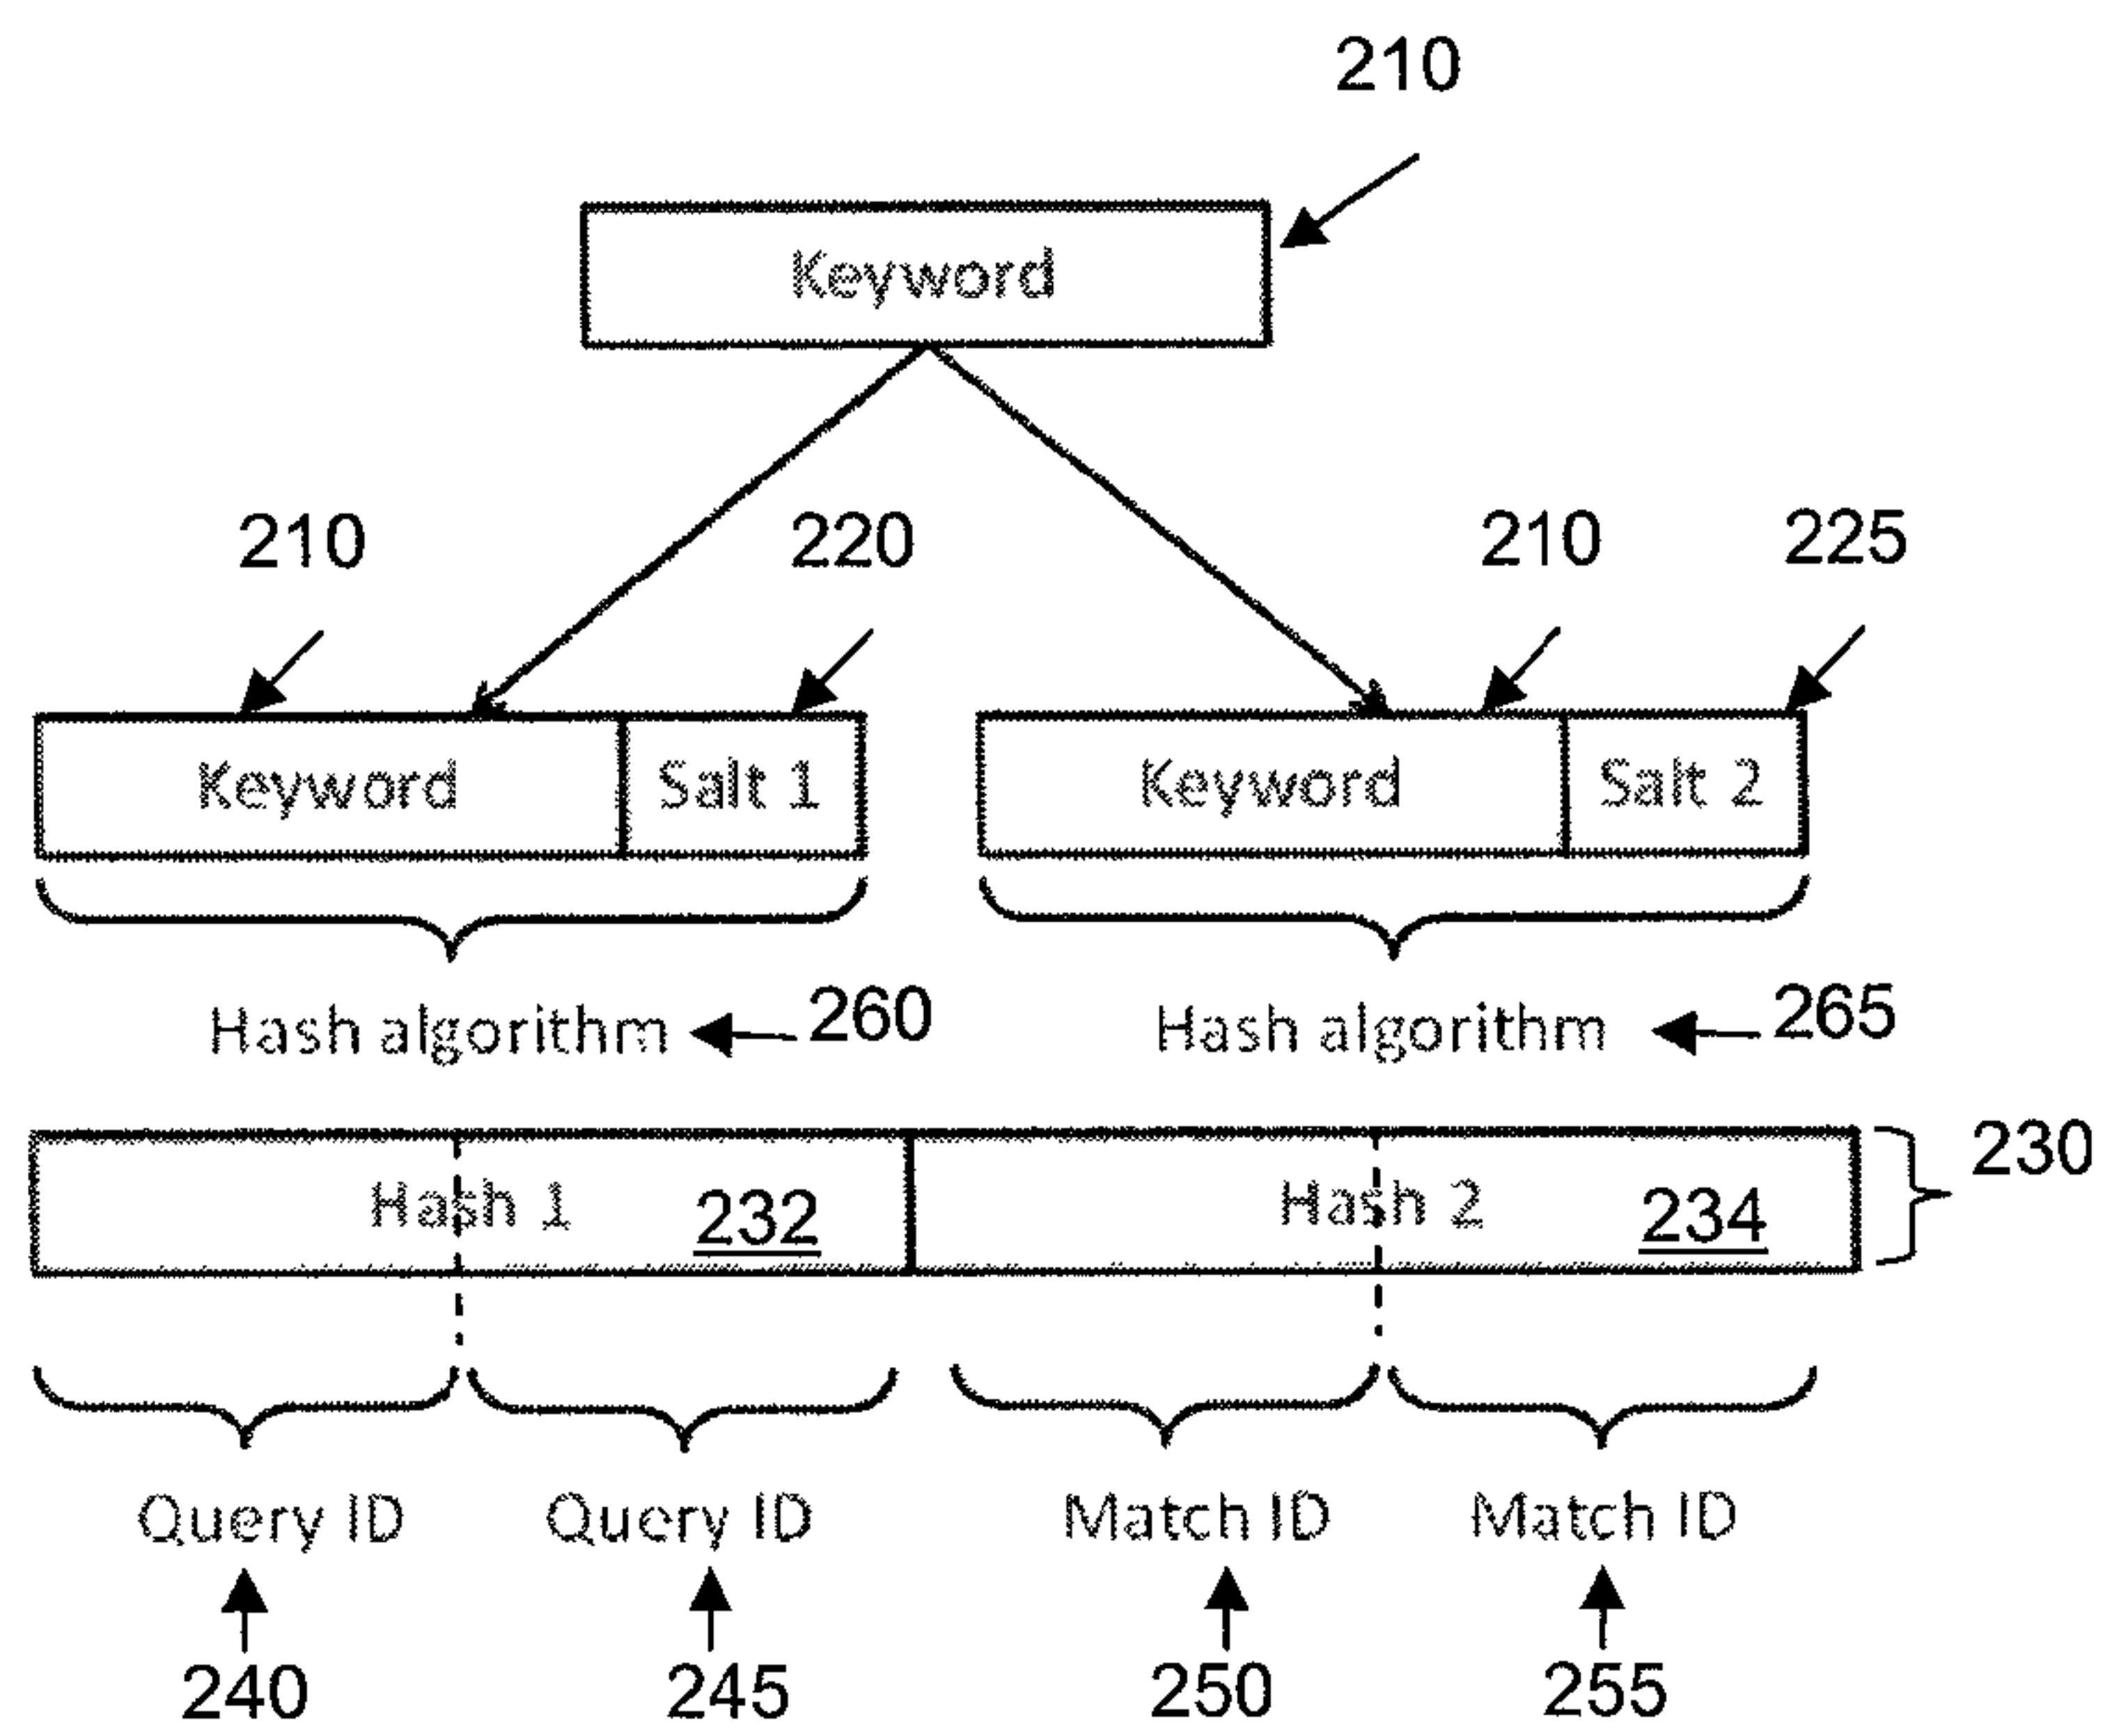 210
Keyword
210 220 210 225
Keyword Salt 1 Keyword Salt 2
Hash algorithm 260 Hash algorithm 265
Hash 1 232 Hash 2 234 230
Query ID Query ID Match ID Match ID
240 245 250 255